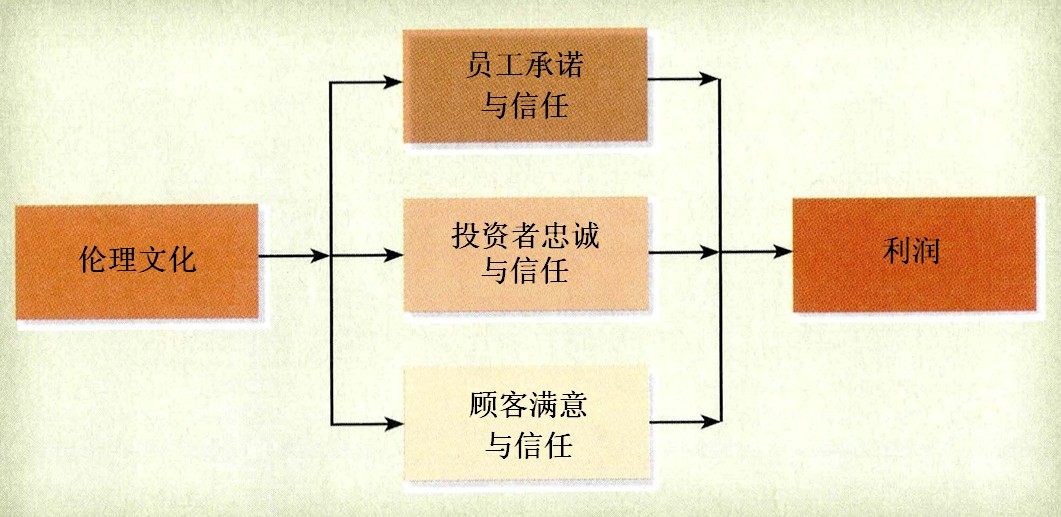 员工承诺
与信任
伦理文化
投资者忠诚
与信任
利润
顾客满意
与信任